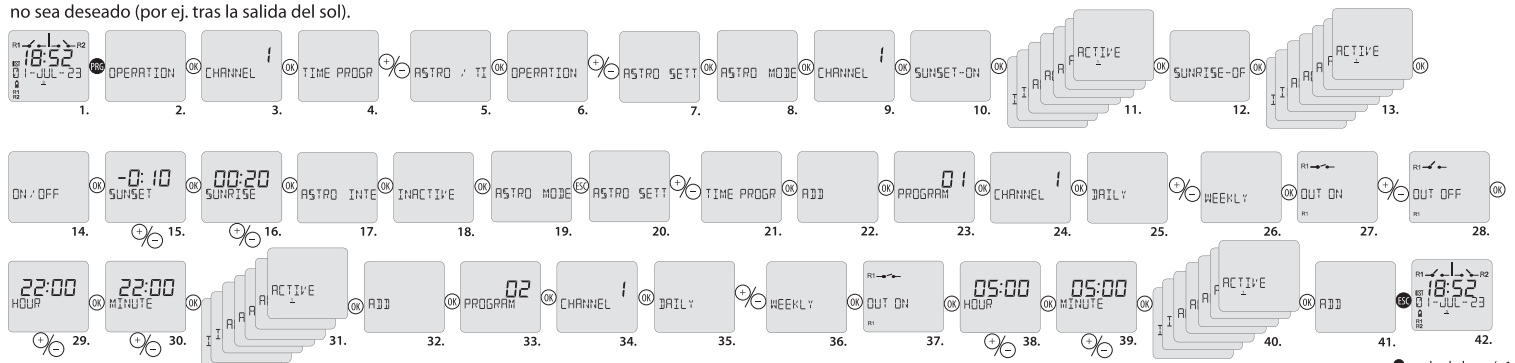 no sea deseado (por ej. tras la salida del sol).
R1 R2
18:52
01-JUL-23
R1
R2
1.
PRG
OPERATION
2.
OK
CHANNEL 1
3.
OK
TIME PROGR
4.
+/−
ASTRO / TI
5.
OK
OPERATION
6.
+/−
ASTRO SETT
7.
OK
ASTRO MODE
8.
OK
CHANNEL 1
9.
OK
SUNSET-ON
10.
OK
ACTIVE
11.
OK
SUNRISE-OF
12.
OK
ACTIVE
13.
OK
ON/OFF
14.
OK
-0:10
SUNSET
+/− 15.
OK
00:20
SUNRISE
+/− 16.
OK
ASTRO INTE
17.
OK
INACTIVE
18.
OK
ASTRO MODE
19.
ESC
ASTRO SETT
20.
+/−
TIME PROGR
21.
OK
ADD
22.
OK
01
PROGRAM
23.
OK
CHANNEL 1
24.
OK
DAILY
25.
+/−
WEEKLY
26.
OK
R1
OUT ON
R1
27.
+/−
R1
OUT OFF
R1
28.
OK
22:00
HOUR
+/− 29.
OK
22:00
MINUTE
+/− 30.
OK
ACTIVE
31.
OK
ADD
32.
OK
02
PROGRAM
33.
OK
CHANNEL 1
34.
OK
DAILY
35.
+/−
WEEKLY
36.
OK
R1
OUT ON
R1
37.
OK
05:00
HOUR
+/− 38.
OK
05:00
MINUTE
+/− 39.
OK
ACTIVE
40.
OK
ADD
41.
ESC
R1 R2
18:52
01-JUL-23
R1
R2
42.